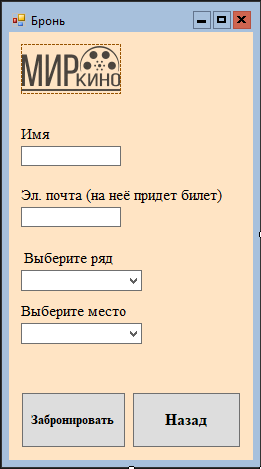 Бронь
МИР
КИНО
Имя
Эл. почта (на неё придет билет)
Выберите ряд
Выберите место
Забронировать
Назад